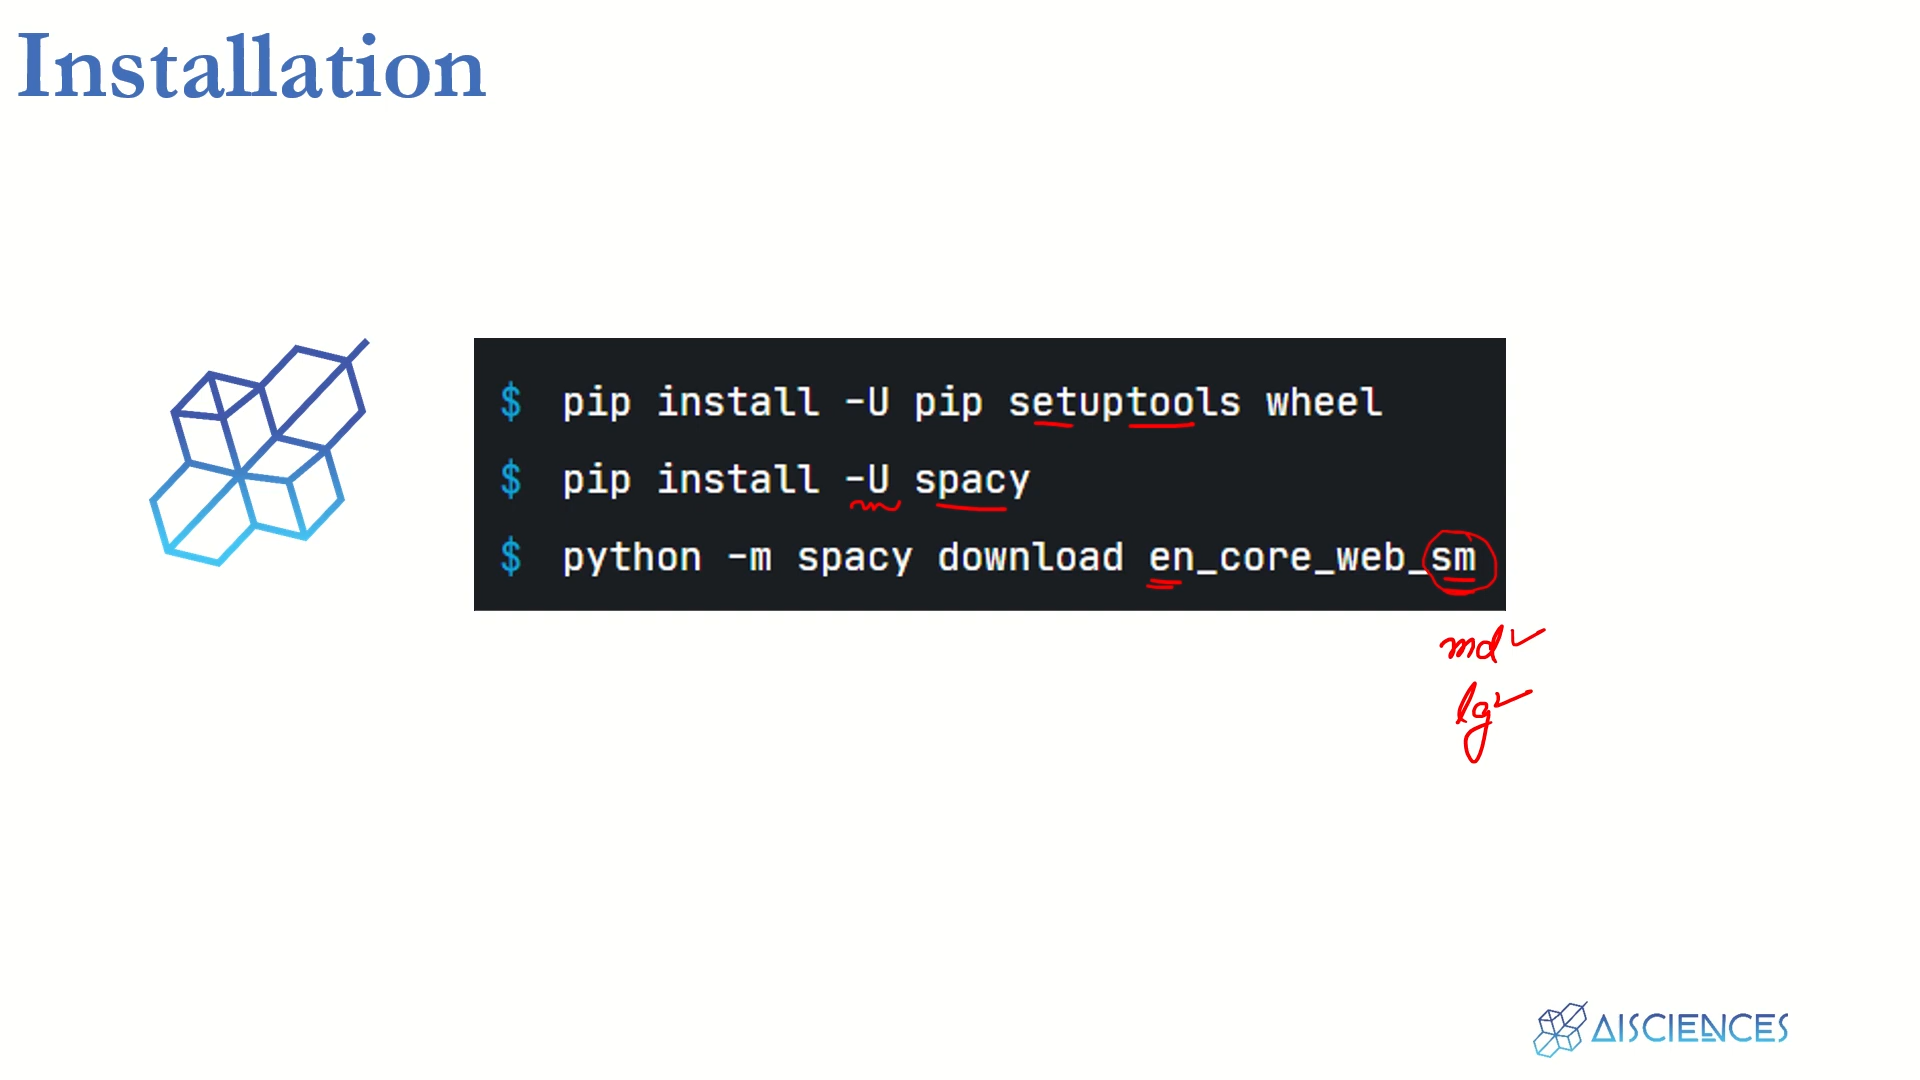 Installation
$ pip install -U pip setuptools wheel
$ pip install -U spacy
$ python -m spacy download en_core_web_sm
md
lg
AISCIENCES